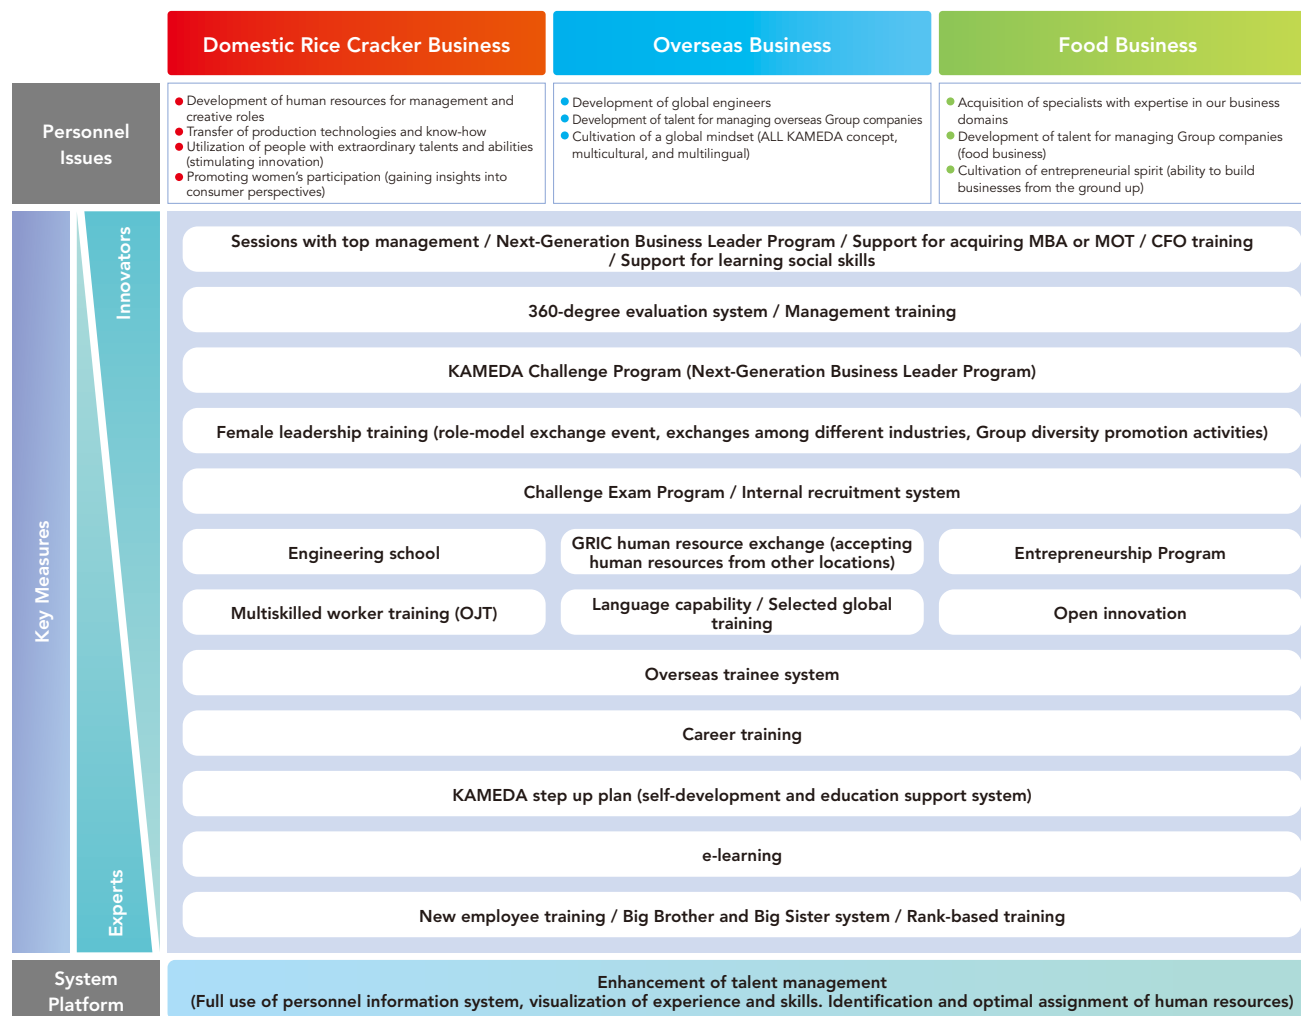 Domestic Rice Cracker Business
Overseas Business
Food Business
Personnel
Issues
● Development of human resources for management and
creative roles
● Transfer of production technologies and know-how
● Utilization of people with extraordinary talents and abilities
(stimulating innovation)
● Promoting women's participation (gaining insights into
consumer perspectives)
● Development of global engineers
● Development of talent for managing overseas Group companies
● Cultivation of a global mindset (ALL KAMEDA concept,
multicultural, and multilingual)
● Acquisition of specialists with expertise in our business
domains
● Development of talent for managing Group companies
(food business)
● Cultivation of entrepreneurial spirit (ability to build
businesses from the ground up)
Key Measures
Innovators
Experts
Sessions with top management / Next-Generation Business Leader Program / Support for acquiring MBA or MOT / CFO training
/ Support for learning social skills
360-degree evaluation system / Management training
KAMEDA Challenge Program (Next-Generation Business Leader Program)
Female leadership training (role-model exchange event, exchanges among different industries, Group diversity promotion activities)
Challenge Exam Program / Internal recruitment system
Engineering school
GRIC human resource exchange (accepting
human resources from other locations)
Entrepreneurship Program
Multiskilled worker training (OJT)
Language capability / Selected global
training
Open innovation
Overseas trainee system
Career training
KAMEDA step up plan (self-development and education support system)
e-learning
New employee training / Big Brother and Big Sister system / Rank-based training
System
Platform
Enhancement of talent management
(Full use of personnel information system, visualization of experience and skills. Identification and optimal assignment of human resources)